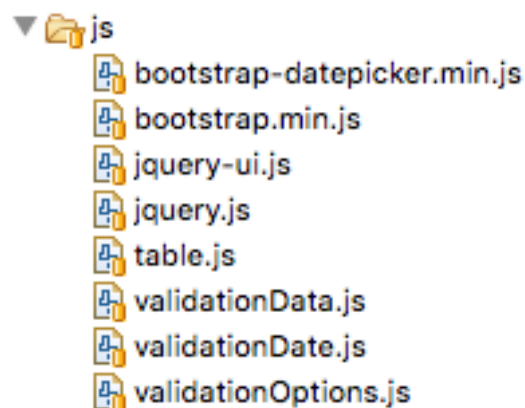 js
bootstrap-datepicker.min.js
bootstrap.min.js
jquery-ui.js
jquery.js
table.js
validationData.js
validationDate.js
validationOptions.js